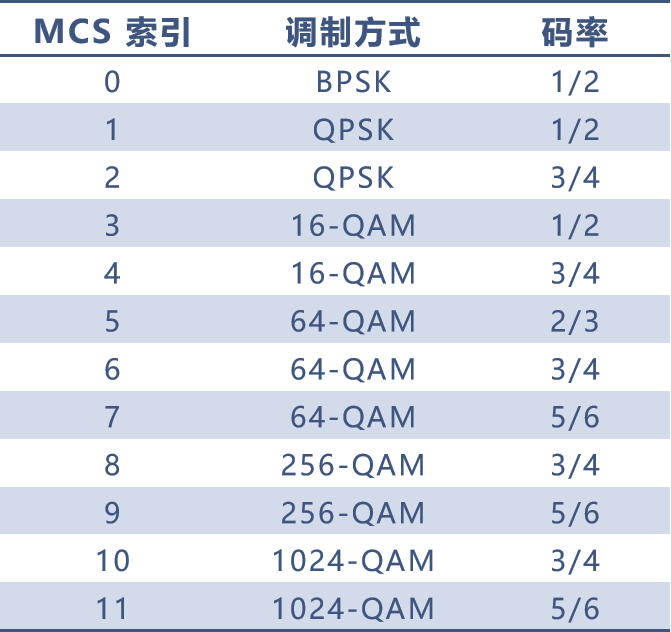 MCS 索引 调制方式 码率
0 BPSK 1/2
1 QPSK 1/2
2 QPSK 3/4
3 16-QAM 1/2
4 16-QAM 3/4
5 64-QAM 2/3
6 64-QAM 3/4
7 64-QAM 5/6
8 256-QAM 3/4
9 256-QAM 5/6
10 1024-QAM 3/4
11 1024-QAM 5/6